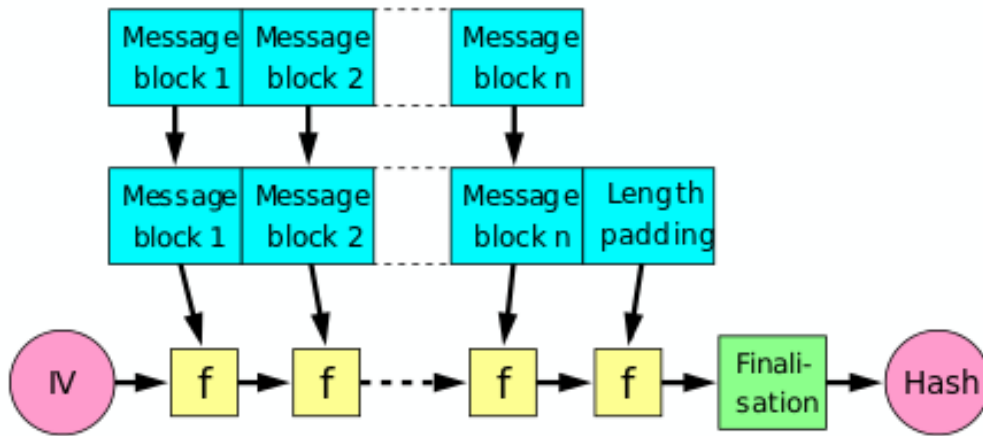 Message Message Message
block 1 block 2 block n
Message Message Message Length
block 1 block 2 block n padding
IV f f f f Finali- Hash
sation